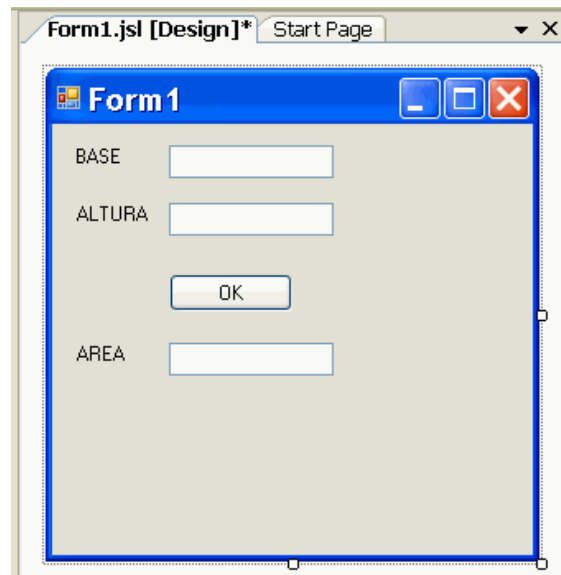 Form1.jsl [Design]* Start Page
Form1
BASE
ALTURA
OK
AREA